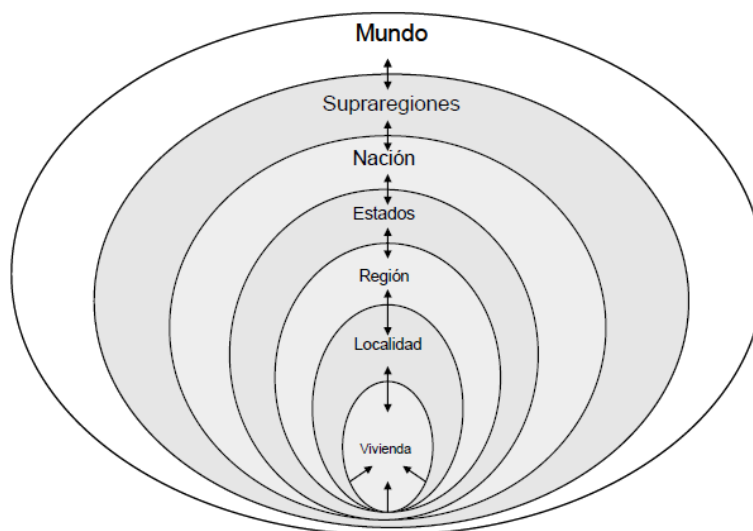 Mundo
Supraregiones
Nación
Estados
Región
Localidad
Vivienda